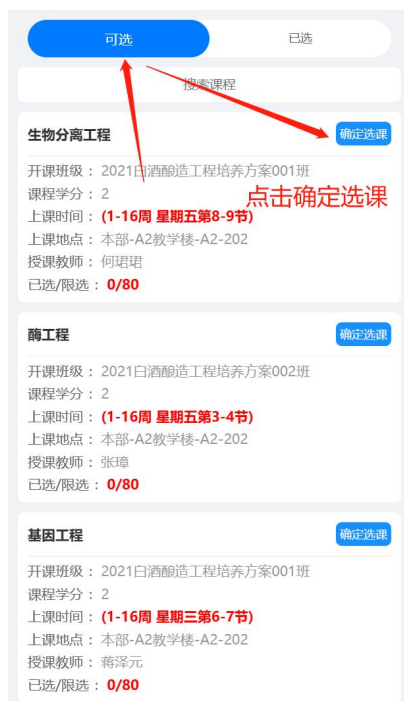 可选 已选
搜索课程
生物分离工程 确定选课
开课班级： 2021白酒酿造工程培养方案001班
点击确定选课
课程学分： 2
上课时间： (1-16周 星期五第8-9节)
上课地点： 本部-A2教学楼-A2-202
授课教师： 何珺珺
已选/限选： 0/80
酶工程 确定选课
开课班级： 2021白酒酿造工程培养方案002班
课程学分： 2
上课时间： (1-16周 星期五第3-4节)
上课地点： 本部-A2教学楼-A2-202
授课教师： 张璋
已选/限选： 0/80
基因工程 确定选课
开课班级： 2021白酒酿造工程培养方案001班
课程学分： 2
上课时间： (1-16周 星期三第6-7节)
上课地点： 本部-A2教学楼-A2-202
授课教师： 蒋泽元
已选/限选： 0/80